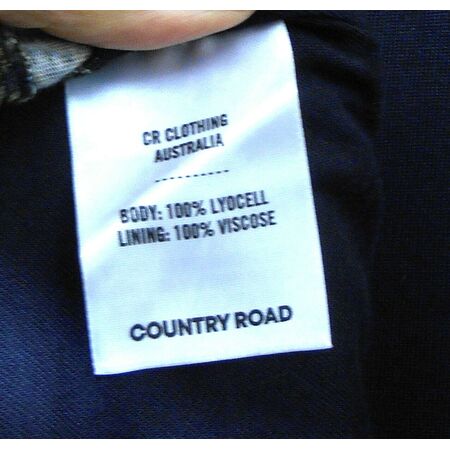 CR CLOTHING
AUSTRALIA
----------
BODY: 100% LYOCELL
LINING: 100% VISCOSE
COUNTRY ROAD